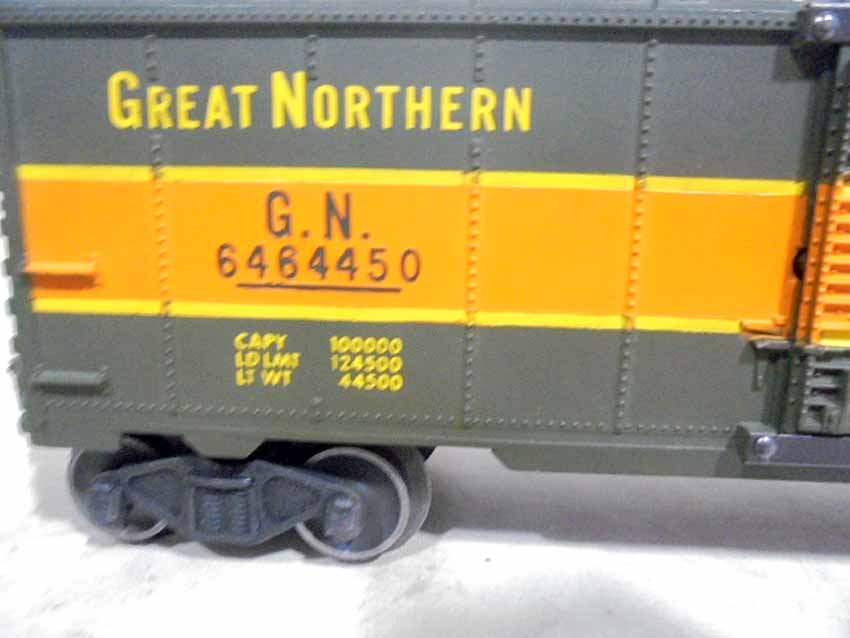 GREAT NORTHERN
G.N.
6464450
CAPY 100000
LD LMT 124500
LT WT 44500